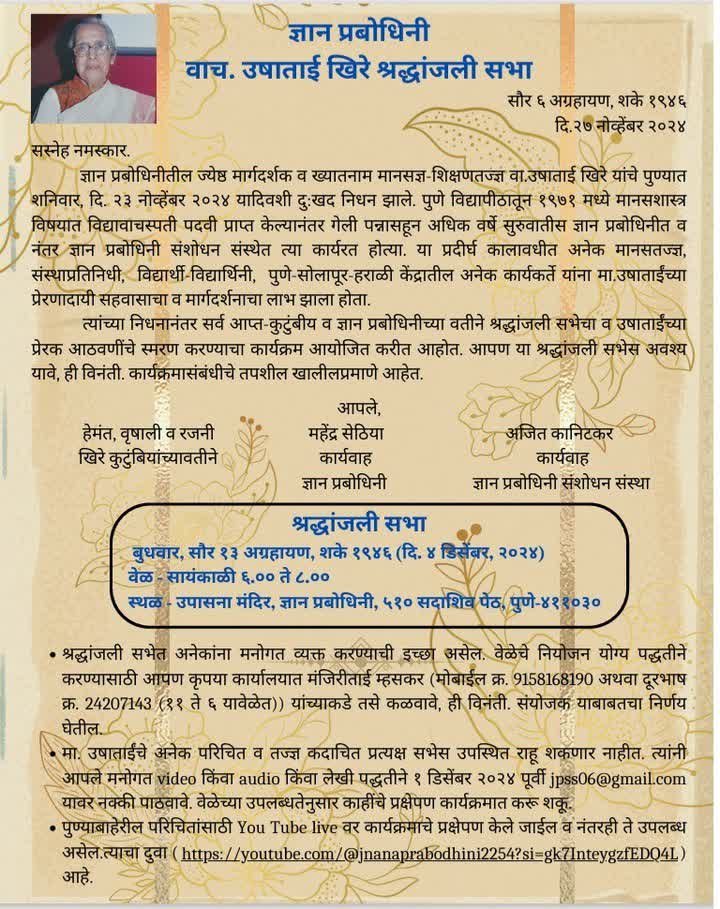 ज्ञान प्रबोधिनी
वाच. उषाताई खिरे श्रद्धांजली सभा
सौर ६ अग्रहायण, शके १९४६
दि.२७ नोव्हेंबर २०२४
सस्नेह नमस्कार.
ज्ञान प्रबोधिनीतील ज्येष्ठ मार्गदर्शक व ख्यातनाम मानसज्ञ-शिक्षणतज्ज्ञ वा.उषाताई खिरे यांचे पुण्यात
शनिवार, दि. २३ नोव्हेंबर २०२४ यादिवशी दुःखद निधन झाले. पुणे विद्यापीठातून १९७१ मध्ये मानसशास्त्र
विषयात विद्यावाचस्पती पदवी प्राप्त केल्यानंतर गेली पन्नासहून अधिक वर्षे सुरुवातीस ज्ञान प्रबोधिनीत व
नंतर ज्ञान प्रबोधिनी संशोधन संस्थेत त्या कार्यरत होत्या. या प्रदीर्घ कालावधीत अनेक मानसतज्ज्ञ,
संस्थाप्रतिनिधी, विद्यार्थी-विद्यार्थिनी, पुणे-सोलापूर-हराळी केंद्रातील अनेक कार्यकर्ते यांना मा.उषाताईंच्या
प्रेरणादायी सहवासाचा व मार्गदर्शनाचा लाभ झाला होता.
त्यांच्या निधनानंतर सर्व आप्त-कुटुंबीय व ज्ञान प्रबोधिनीच्या वतीने श्रद्धांजली सभेचा व उषाताईंच्या
प्रेरक आठवणींचे स्मरण करण्याचा कार्यक्रम आयोजित करीत आहोत. आपण या श्रद्धांजली सभेस अवश्य
यावे, ही विनंती. कार्यक्रमासंबंधीचे तपशील खालीलप्रमाणे आहेत.
आपले,
हेमंत, वृषाली व रजनी महेंद्र सेठिया अजित कानिटकर
खिरे कुटुंबियांच्यावतीने कार्यवाह कार्यवाह
ज्ञान प्रबोधिनी ज्ञान प्रबोधिनी संशोधन संस्था
श्रद्धांजली सभा
बुधवार, सौर १३ अग्रहायण, शके १९४६ (दि. ४ डिसेंबर, २०२४)
वेळ - सायंकाळी ६.०० ते ८.००
स्थळ - उपासना मंदिर, ज्ञान प्रबोधिनी, ५१० सदाशिव पेठ, पुणे-४११०३०
• श्रद्धांजली सभेत अनेकांना मनोगत व्यक्त करण्याची इच्छा असेल. वेळेचे नियोजन योग्य पद्धतीने
करण्यासाठी आपण कृपया कार्यालयात मंजिरीताई म्हसकर (मोबाईल क्र. 9158168190 अथवा दूरभाष
क्र. 24207143 (११ ते ६ यावेळेत)) यांच्याकडे तसे कळवावे, ही विनंती. संयोजक याबाबतचा निर्णय
घेतील.
• मा. उषाताईंचे अनेक परिचित व तज्ज्ञ कदाचित प्रत्यक्ष सभेस उपस्थित राहू शकणार नाहीत. त्यांनी
आपले मनोगत video किंवा audio किंवा लेखी पद्धतीने १ डिसेंबर २०२४ पूर्वी jpss06@gmail.com
यावर नक्की पाठवावे. वेळेच्या उपलब्धतेनुसार काहींचे प्रक्षेपण कार्यक्रमात करू शकू.
• पुण्याबाहेरील परिचितांसाठी You Tube live वर कार्यक्रमाचे प्रक्षेपण केले जाईल व नंतरही ते उपलब्ध
असेल.त्याचा दुवा ( https://youtube.com/@jnanaprabodhini2254?si=gk7InteygzfEDQ4L )
आहे.